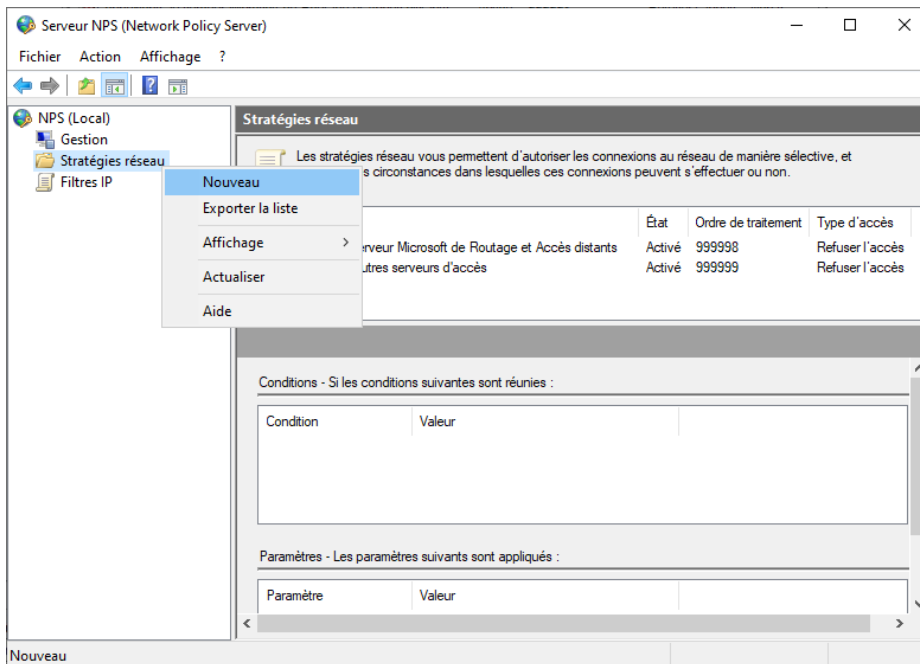 Serveur NPS (Network Policy Server)
Fichier Action Affichage ?
NPS (Local)
Gestion
Stratégies réseau
Filtres IP
Nouveau
Exporter la liste
Affichage
Actualiser
Aide
Stratégies réseau
Les stratégies réseau vous permettent d'autoriser les connexions au réseau de manière sélective, et
s circonstances dans lesquelles ces connexions peuvent s'effectuer ou non.
État Ordre de traitement Type d'accès
erveur Microsoft de Routage et Accès distants Activé 999998 Refuser l'accès
utres serveurs d'accès Activé 999999 Refuser l'accès
Conditions - Si les conditions suivantes sont réunies :
Condition Valeur
Paramètres - Les paramètres suivants sont appliqués :
Paramètre Valeur
Nouveau